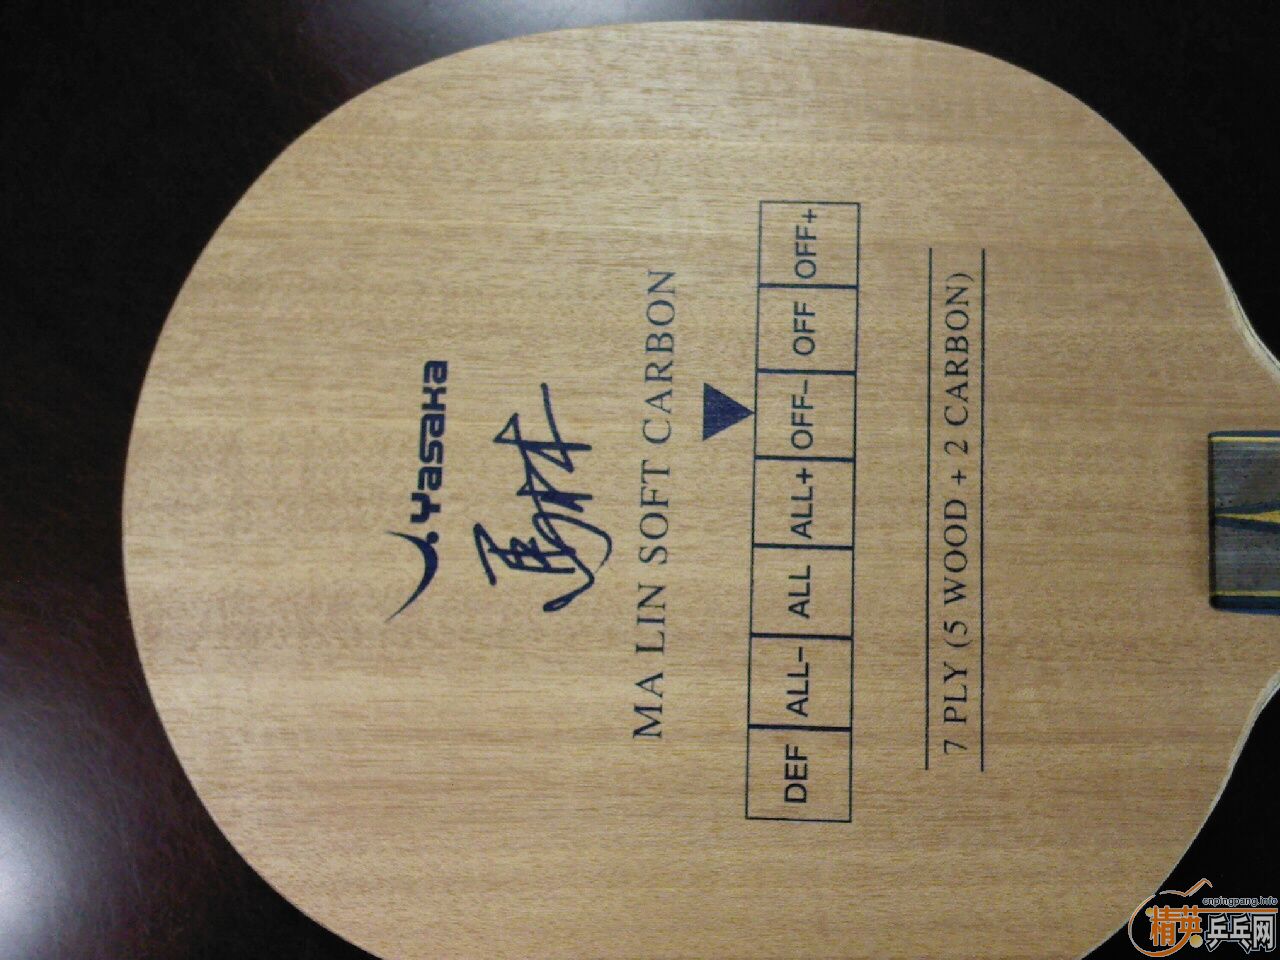 Yasaka
馬林
MA LIN SOFT CARBON
DEF ALL– ALL ALL+ OFF– OFF OFF+
7 PLY (5 WOOD + 2 CARBON)
cnpingpang.info
精英乒乓网